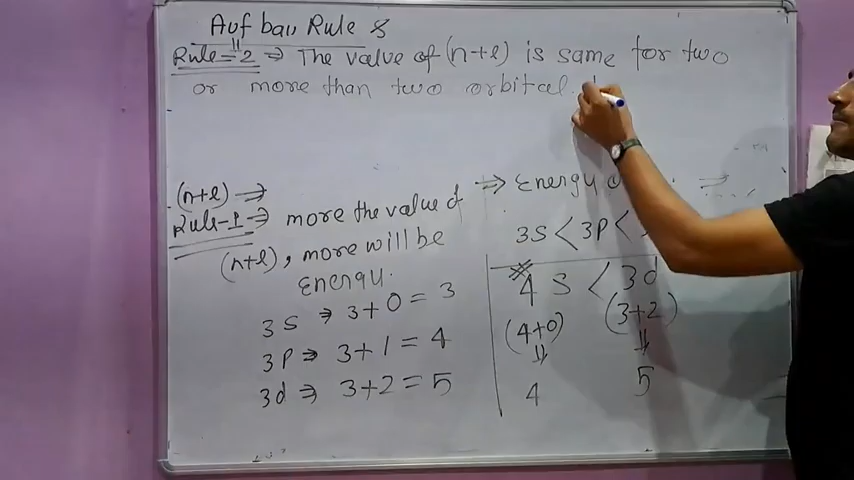 Aufbau Rule :
Rule=2 ⇒ The value of (n+l) is same for two
or more than two orbital.
(n+l) ⇒
Rule-1 ⇒ more the value of
(n+l), more will be
Energy.
3s ⇒ 3+0=3
3p ⇒ 3+1=4
3d ⇒ 3+2=5
⇒ Energy
3s < 3p <
4s < 3d
(4+0) (3+2)
⇓ ⇓
4 5